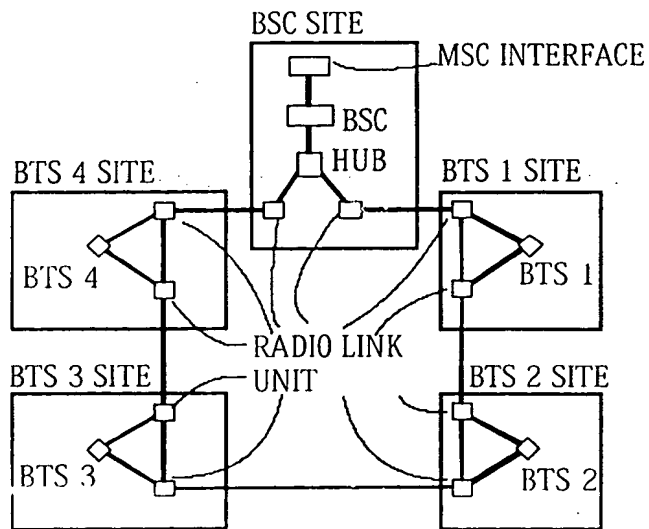 BSC SITE
MSC INTERFACE
BSC
HUB
BTS 4 SITE
BTS 1 SITE
BTS 4
BTS 1
RADIO LINK
UNIT
BTS 3 SITE
BTS 2 SITE
BTS 3
BTS 2